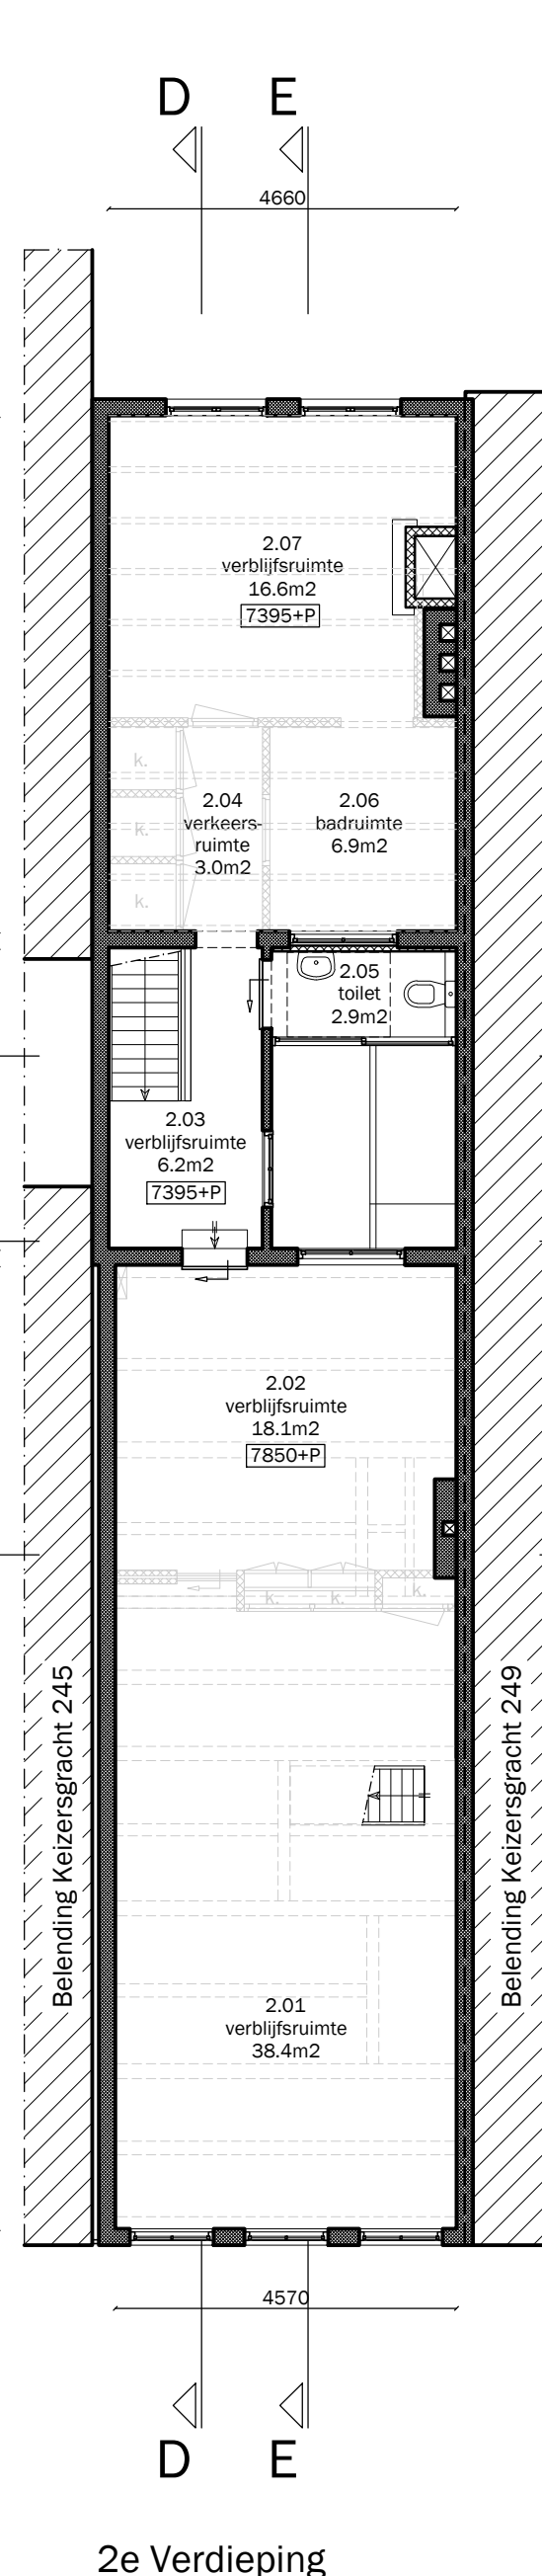 D E
4660
2.07
verblijfsruimte
16.6m2
7395+P
k.
k.
k.
2.04
verkeers-
ruimte
3.0m2
2.06
badruimte
6.9m2
2.05
toilet
2.9m2
2.03
verblijfsruimte
6.2m2
7395+P
2.02
verblijfsruimte
18.1m2
7850+P
k. k. k.
Belending Keizersgracht 245
Belending Keizersgracht 249
2.01
verblijfsruimte
38.4m2
4570
D E
2e Verdieping